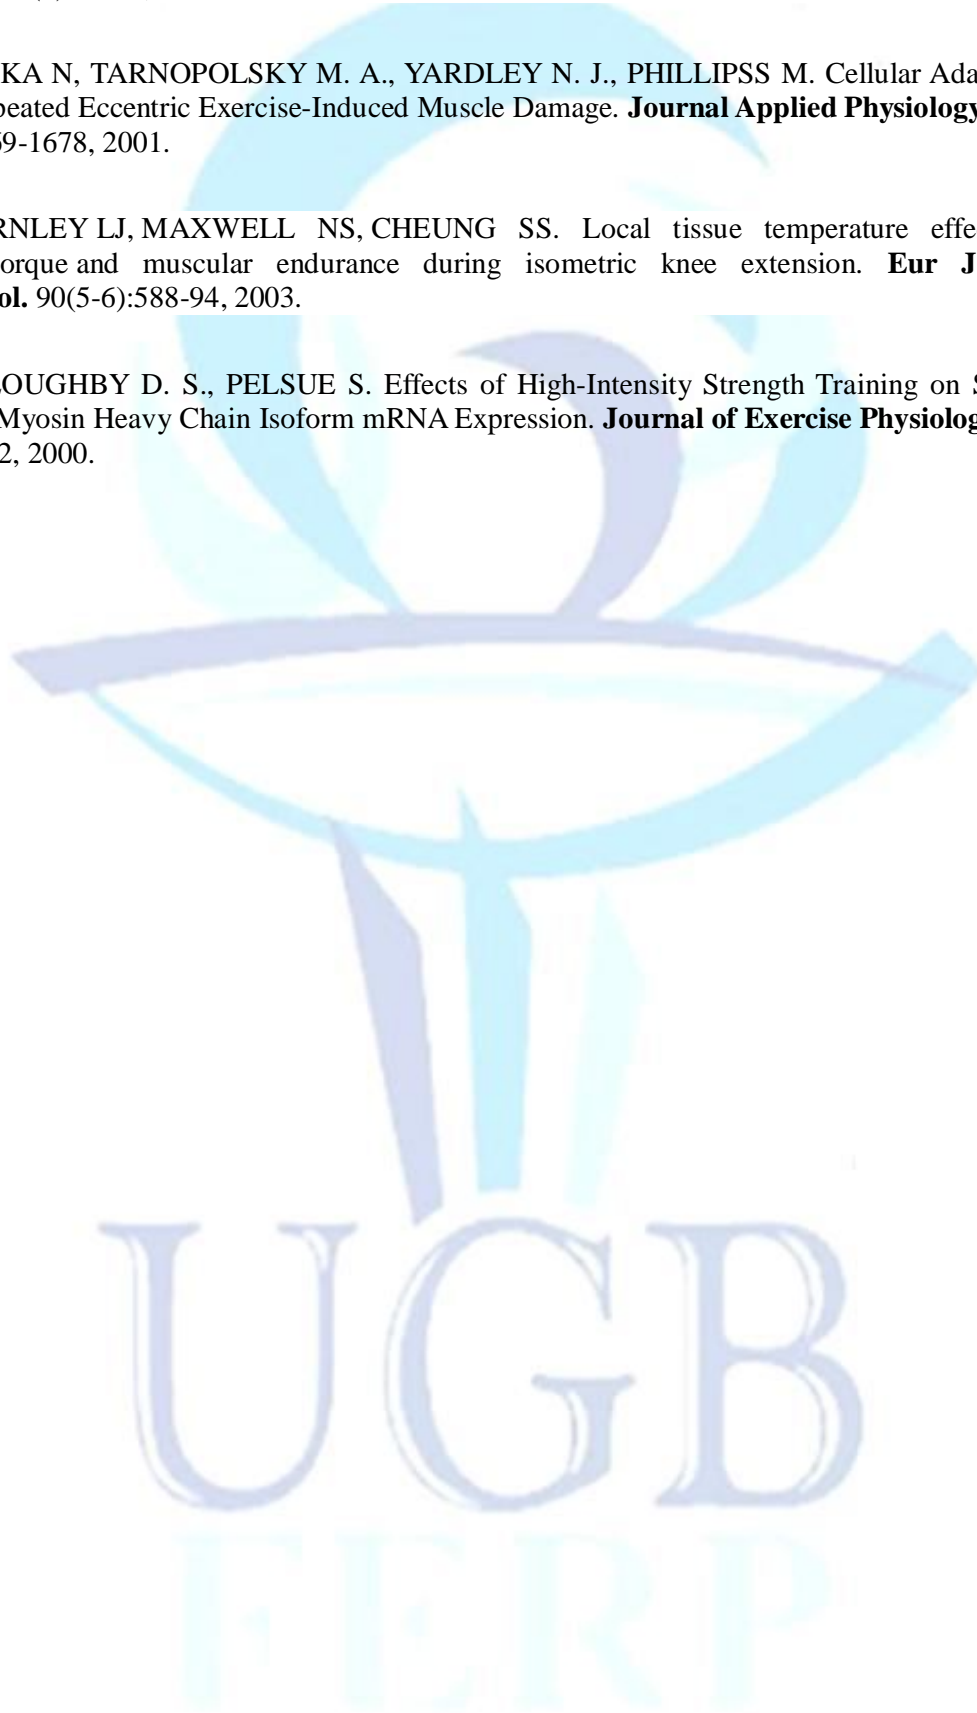 KA N, TARNOPOLSKY M. A., YARDLEY N. J., PHILLIPSS M. Cellular Ada
peated Eccentric Exercise-Induced Muscle Damage. Journal Applied Physiology
69-1678, 2001.
RNLEY LJ, MAXWELL NS, CHEUNG SS. Local tissue temperature effe
orque and muscular endurance during isometric knee extension. Eur J
ol. 90(5-6):588-94, 2003.
OUGHBY D. S., PELSUE S. Effects of High-Intensity Strength Training on S
Myosin Heavy Chain Isoform mRNA Expression. Journal of Exercise Physiolog
2, 2000.
UGB
FERP